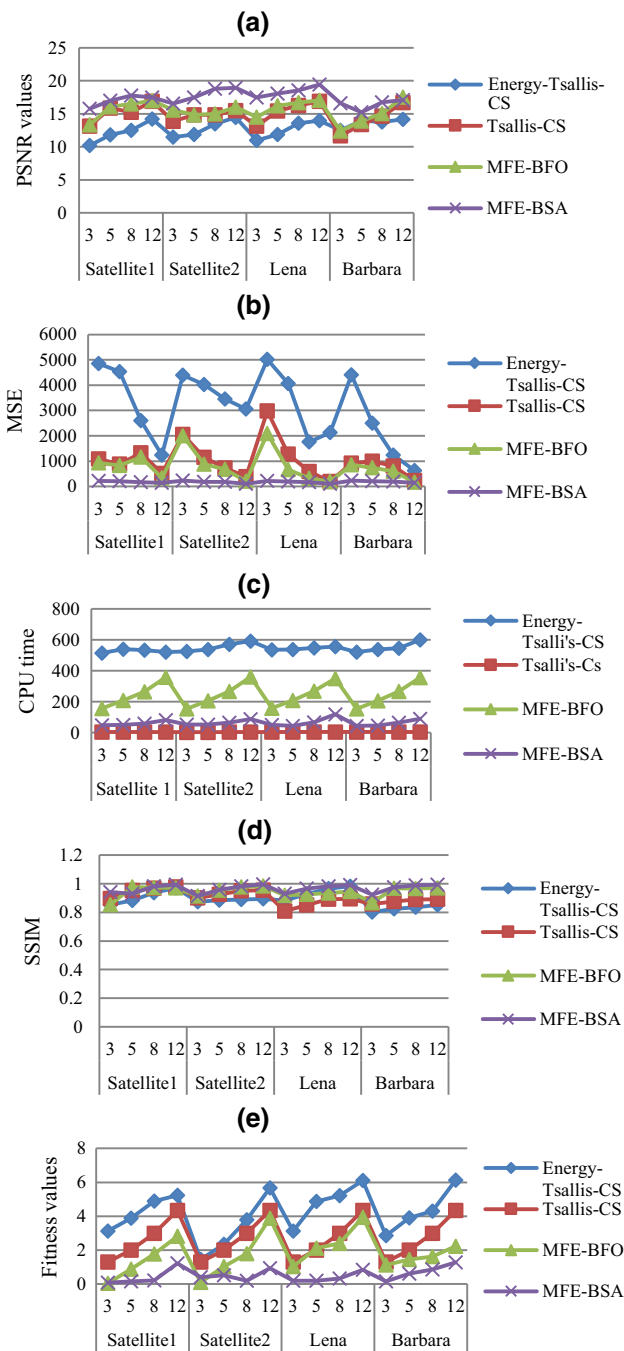 (a)
PSNR values
25
20
15
10
5
0
3 5 8 12 3 5 8 12 3 5 8 12 3 5 8 12
Satellite1 Satellite2 Lena Barbara
Energy-Tsallis-
CS
Tsallis-CS
MFE-BFO
MFE-BSA
(b)
MSE
6000
5000
4000
3000
2000
1000
0
3 5 8 12 3 5 8 12 3 5 8 12 3 5 8 12
Satellite1 Satellite2 Lena Barbara
Energy-
Tsallis-CS
Tsallis-CS
MFE-BFO
MFE-BSA
(c)
CPU time
800
600
400
200
0
3 5 8 12 3 5 8 12 3 5 8 12 3 5 8 12
Satellite 1 Satellite2 Lena Barbara
Energy-
Tsalli's-CS
Tsalli's-Cs
MFE-BFO
MFE-BSA
(d)
SSIM
1.2
1
0.8
0.6
0.4
0.2
0
3 5 8 12 3 5 8 12 3 5 8 12 3 5 8 12
Satellite1 Satellite2 Lena Barbara
Energy-
Tsallis-CS
Tsallis-CS
MFE-BFO
MFE-BSA
(e)
Fitness values
8
6
4
2
0
3 5 8 12 3 5 8 12 3 5 8 12 3 5 8 12
Satellite1 Satellite2 Lena Barbara
Energy-
Tsallis-CS
Tsallis-CS
MFE-BFO
MFE-BSA